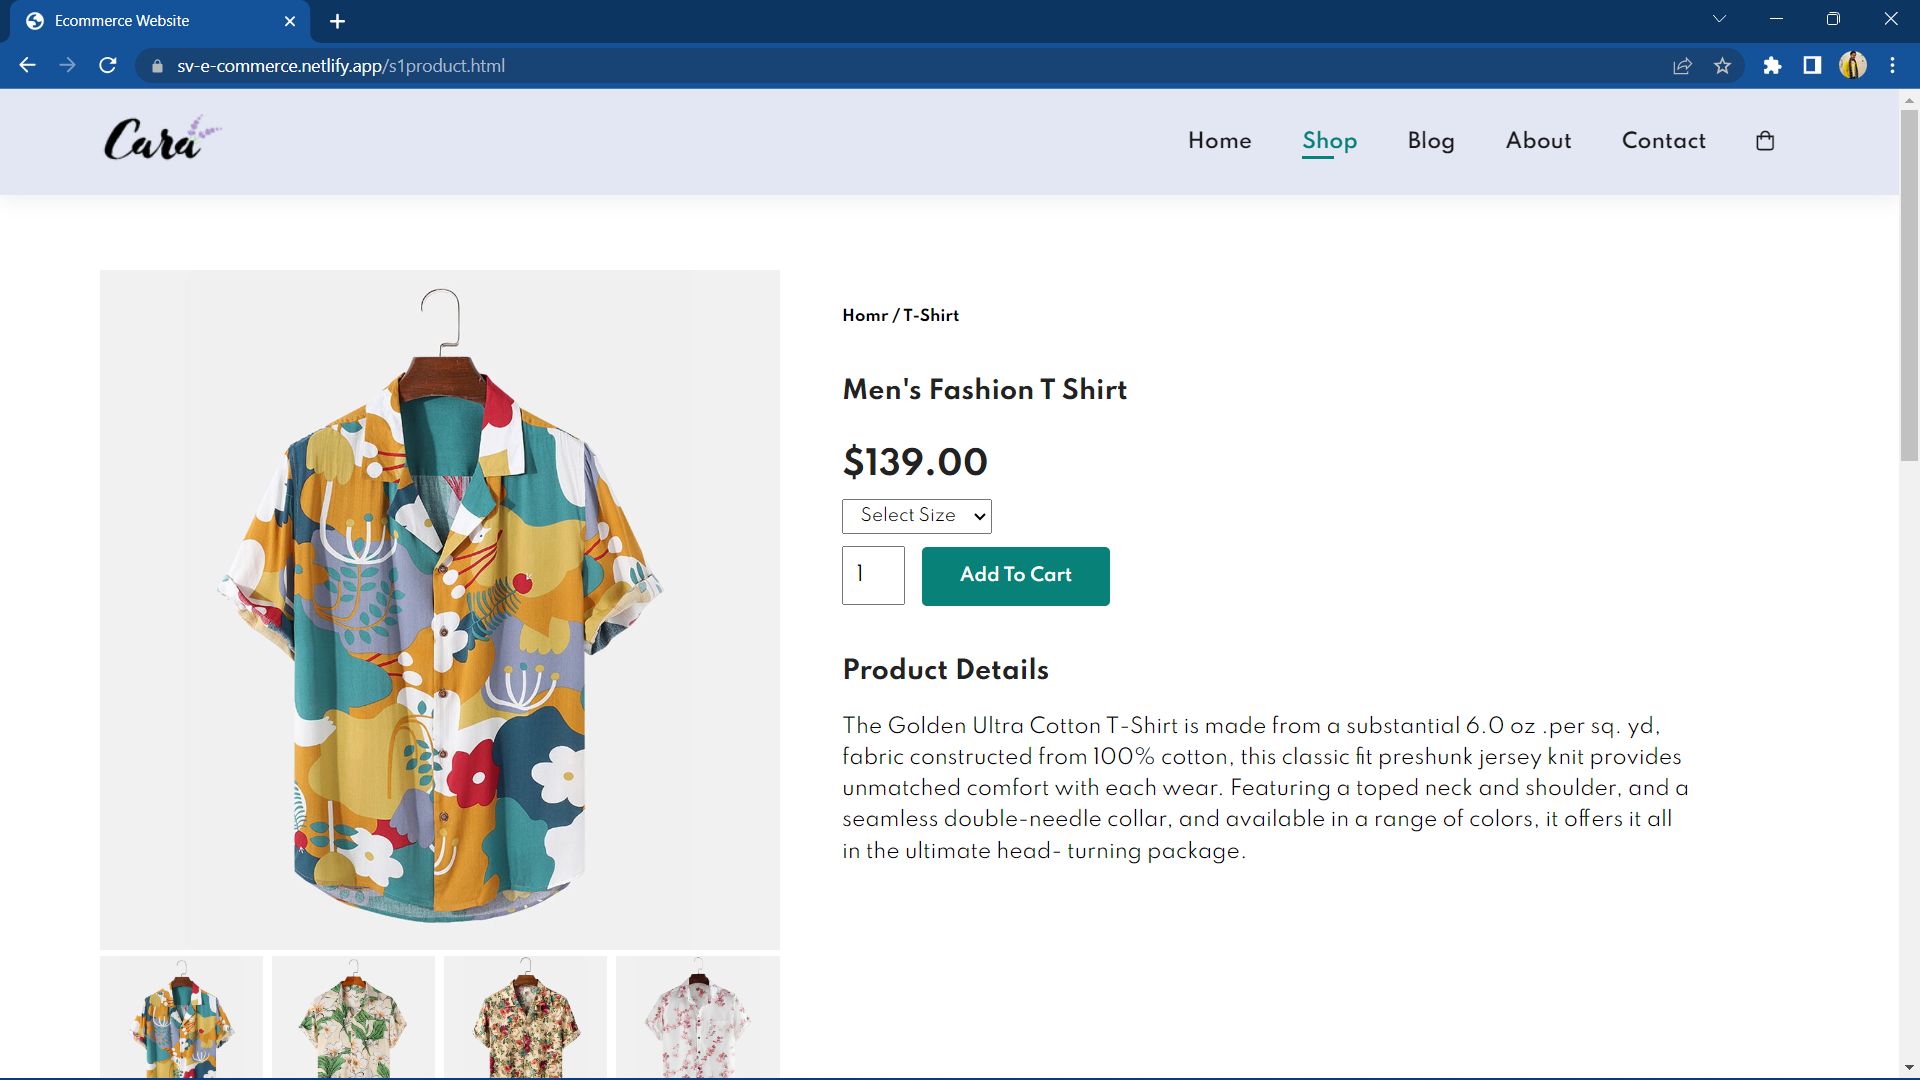 Ecommerce Website
sv-e-commerce.netlify.app/s1product.html
Cara
Home Shop Blog About Contact
Homr / T-Shirt
Men's Fashion T Shirt
$139.00
Select Size
1
Add To Cart
Product Details
The Golden Ultra Cotton T-Shirt is made from a substantial 6.0 oz .per sq. yd,
fabric constructed from 100% cotton, this classic fit preshunk jersey knit provides
unmatched comfort with each wear. Featuring a toped neck and shoulder, and a
seamless double-needle collar, and available in a range of colors, it offers it all
in the ultimate head- turning package.